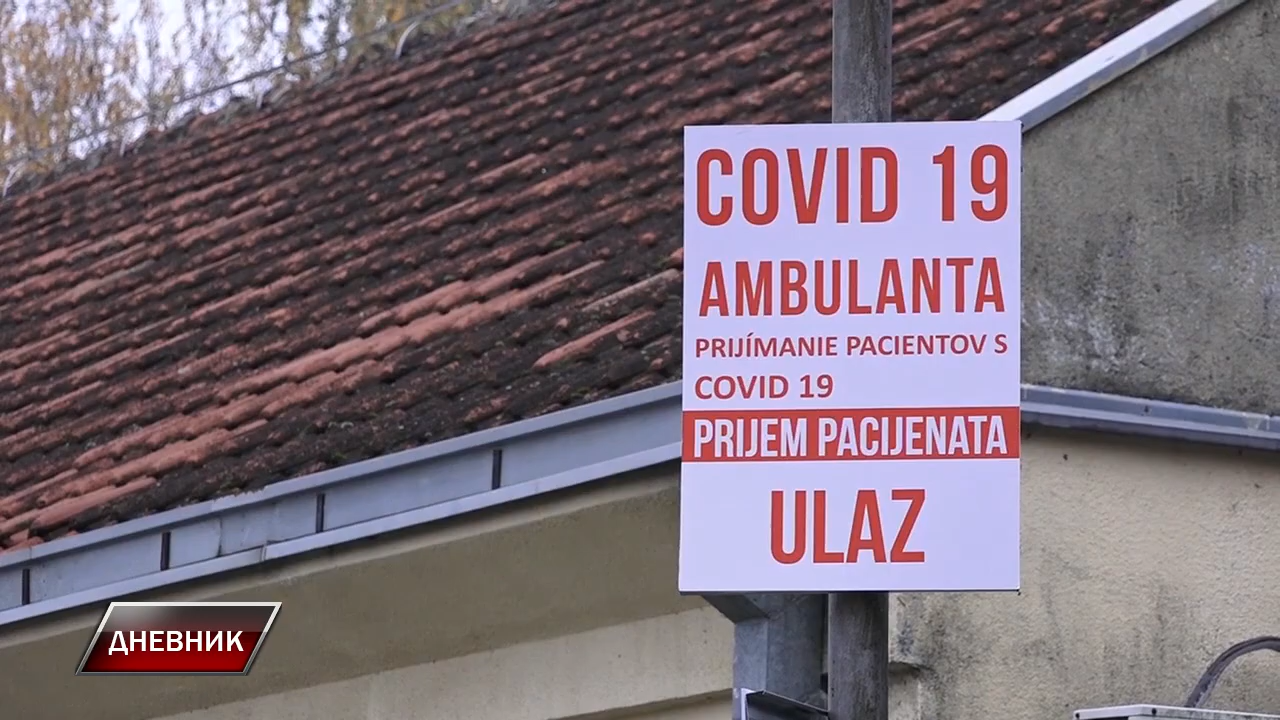 COVID 19
AMBULANTA
PRIJÍMANIE PACIENTOV S
COVID 19
PRIJEM PACIJENATA
ULAZ
ДНЕВНИК